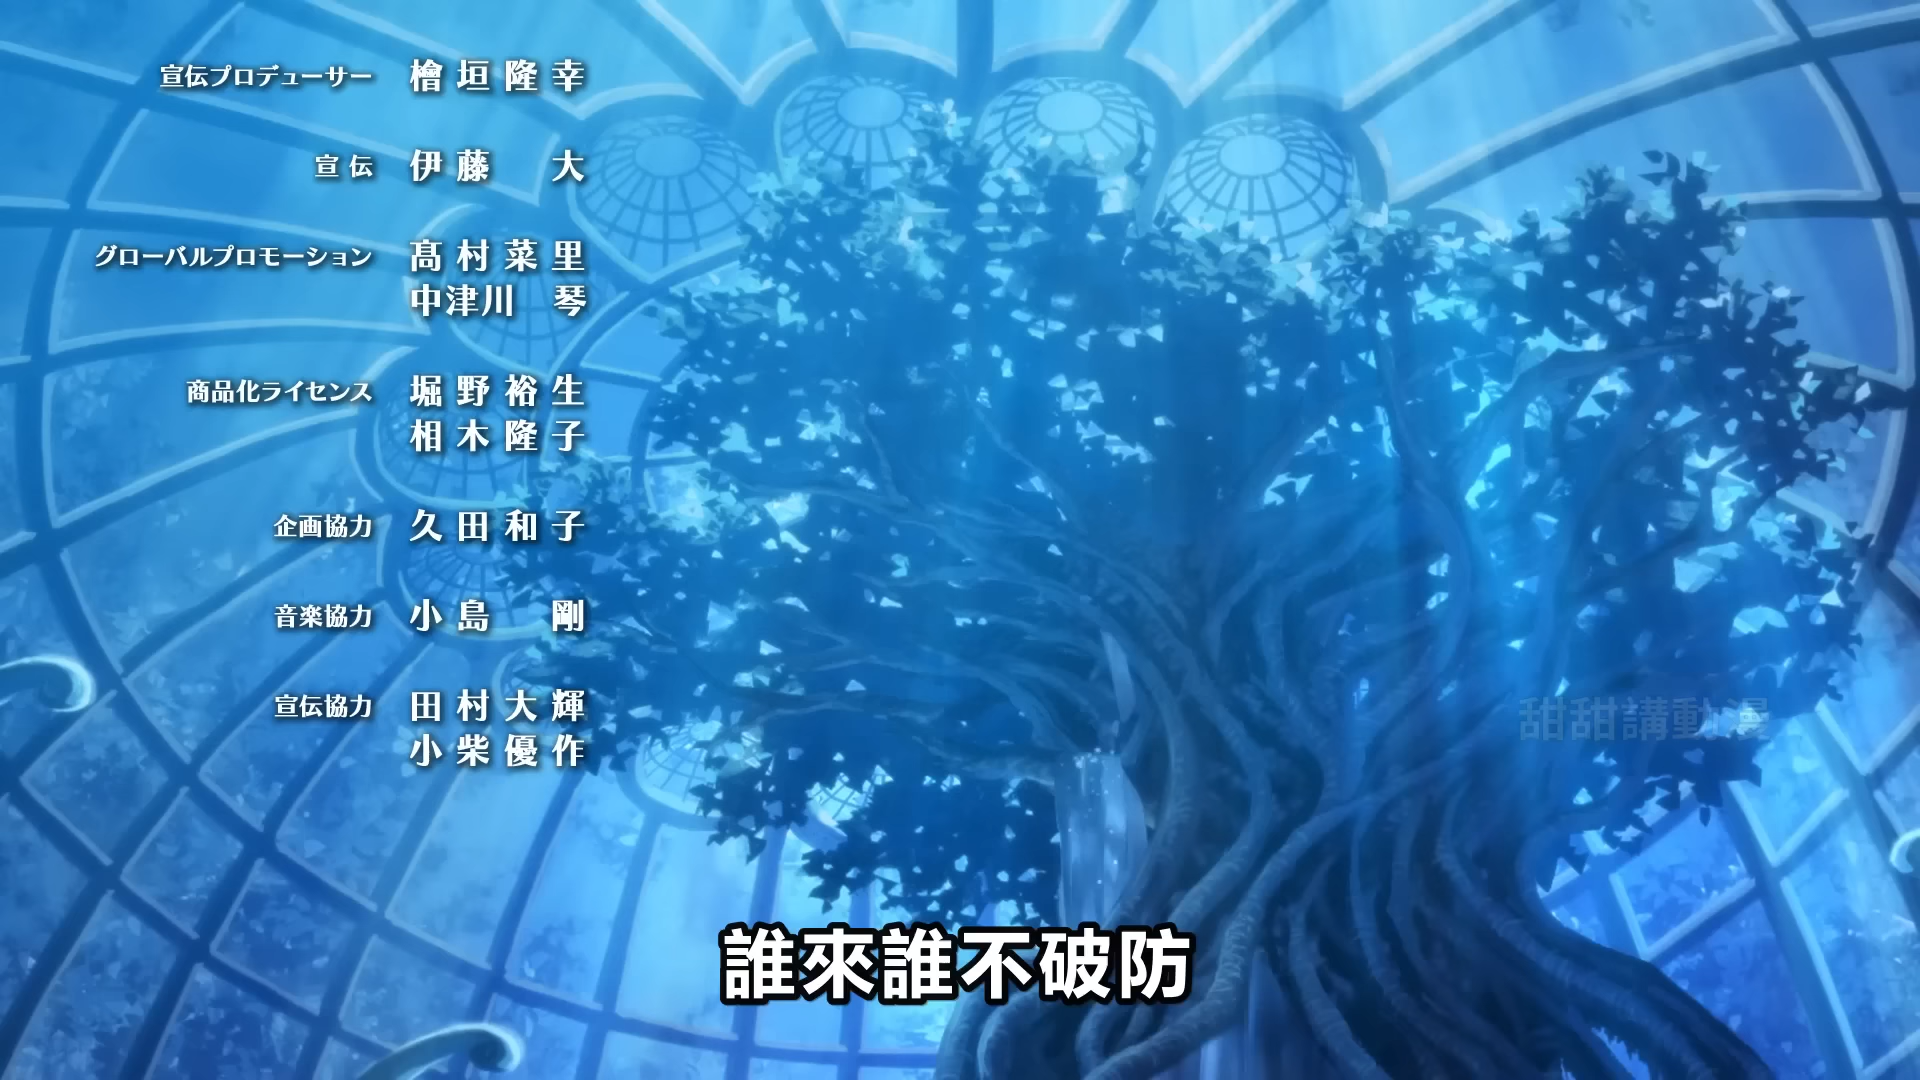 宣伝プロデューサー 檜垣隆幸
宣伝 伊藤 大
グローバルプロモーション 髙村菜里
中津川 琴
商品化ライセンス 堀野裕生
相木隆子
企画協力 久田和子
音楽協力 小島 剛
宣伝協力 田村大輝
小柴優作
甜甜講動漫
誰來誰不破防